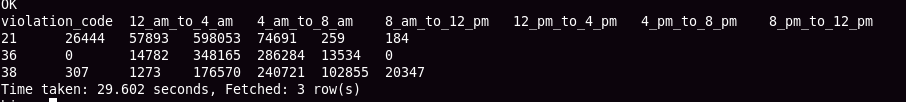 OK
violation_code  12_am_to_4_am  4_am_to_8_am  8_am_to_12_pm  12_pm_to_4_pm  4_pm_to_8_pm  8_pm_to_12_pm
21  26444  57893  598053  74691  259  184
36  0  14782  348165  286284  13534  0
38  307  1273  176570  240721  102855  20347
Time taken: 29.602 seconds, Fetched: 3 row(s)